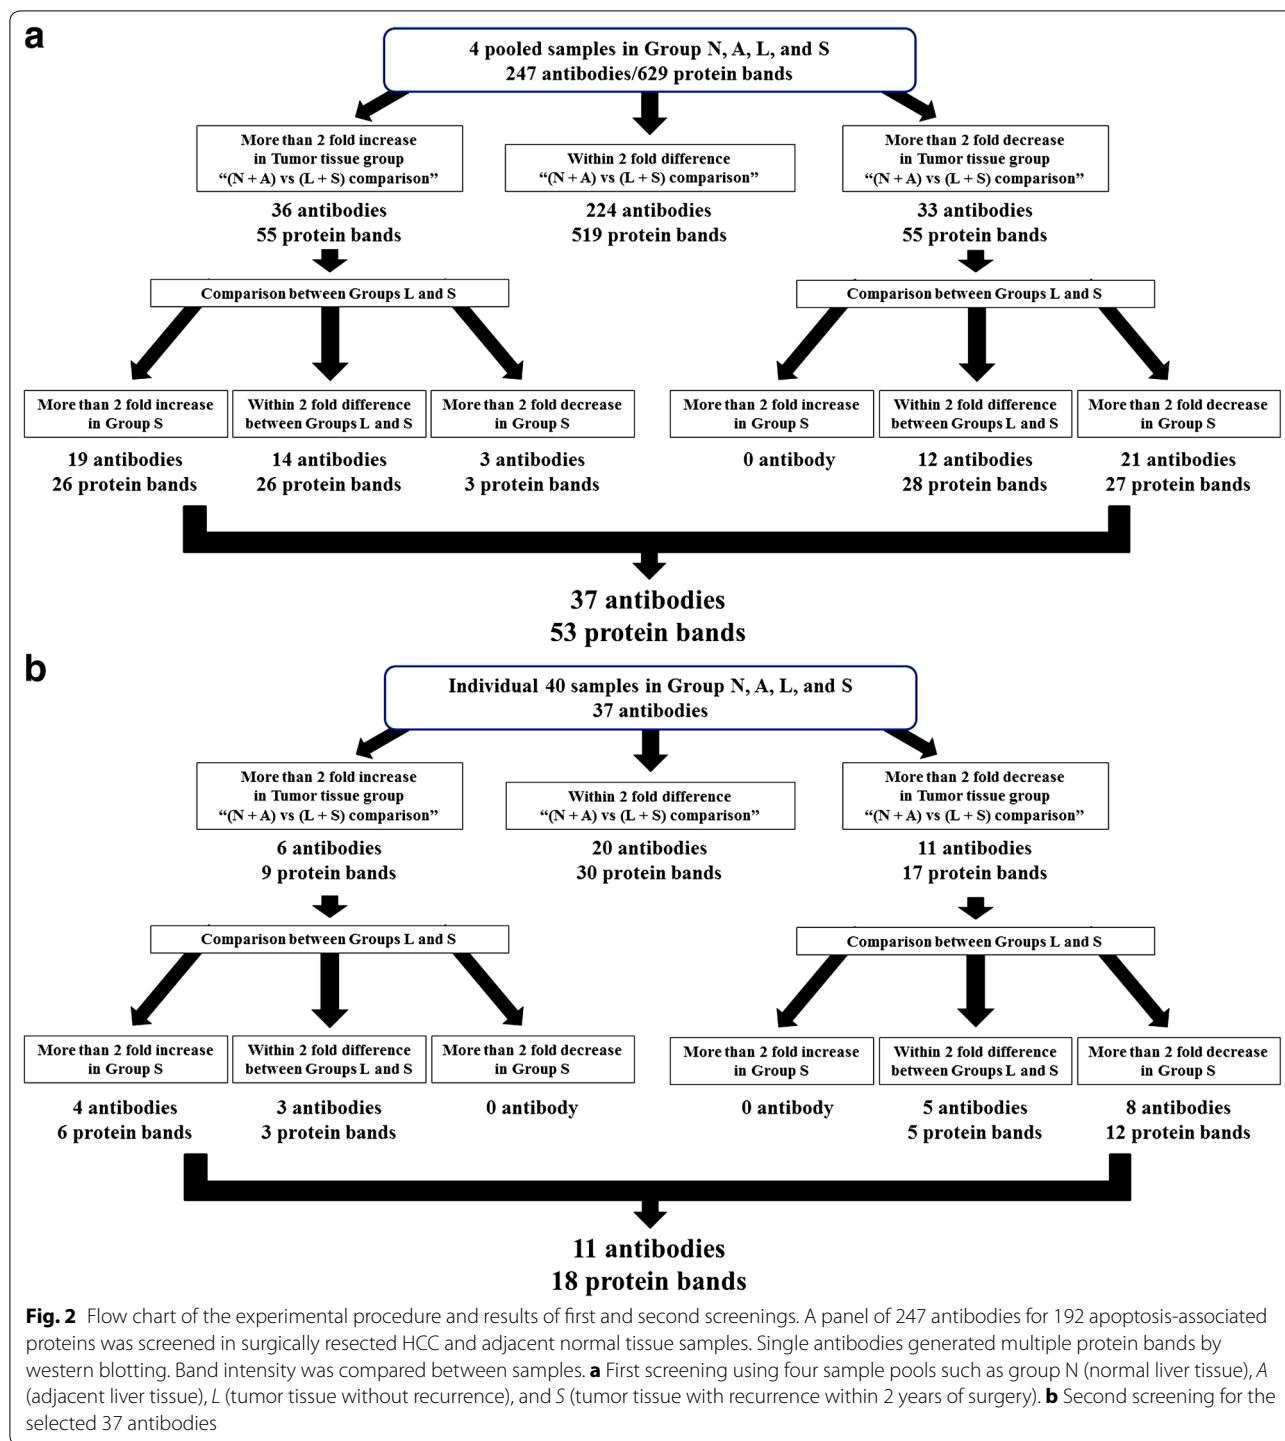 a
4 pooled samples in Group N, A, L, and S
247 antibodies/629 protein bands
More than 2 fold increase
in Tumor tissue group
“(N + A) vs (L + S) comparison”
36 antibodies
55 protein bands
Within 2 fold difference
“(N + A) vs (L + S) comparison”
224 antibodies
519 protein bands
More than 2 fold decrease
in Tumor tissue group
“(N + A) vs (L + S) comparison”
33 antibodies
55 protein bands
Comparison between Groups L and S
Comparison between Groups L and S
More than 2 fold increase
in Group S
19 antibodies
26 protein bands
Within 2 fold difference
between Groups L and S
14 antibodies
26 protein bands
More than 2 fold decrease
in Group S
3 antibodies
3 protein bands
More than 2 fold increase
in Group S
0 antibody
Within 2 fold difference
between Groups L and S
12 antibodies
28 protein bands
More than 2 fold decrease
in Group S
21 antibodies
27 protein bands
37 antibodies
53 protein bands
b
Individual 40 samples in Group N, A, L, and S
37 antibodies
More than 2 fold increase
in Tumor tissue group
“(N + A) vs (L + S) comparison”
6 antibodies
9 protein bands
Within 2 fold difference
“(N + A) vs (L + S) comparison”
20 antibodies
30 protein bands
More than 2 fold decrease
in Tumor tissue group
“(N + A) vs (L + S) comparison”
11 antibodies
17 protein bands
Comparison between Groups L and S
Comparison between Groups L and S
More than 2 fold increase
in Group S
4 antibodies
6 protein bands
Within 2 fold difference
between Groups L and S
3 antibodies
3 protein bands
More than 2 fold decrease
in Group S
0 antibody
More than 2 fold increase
in Group S
0 antibody
Within 2 fold difference
between Groups L and S
5 antibodies
5 protein bands
More than 2 fold decrease
in Group S
8 antibodies
12 protein bands
11 antibodies
18 protein bands
Fig. 2 Flow chart of the experimental procedure and results of first and second screenings. A panel of 247 antibodies for 192 apoptosis-associated
proteins was screened in surgically resected HCC and adjacent normal tissue samples. Single antibodies generated multiple protein bands by
western blotting. Band intensity was compared between samples. a First screening using four sample pools such as group N (normal liver tissue), A
(adjacent liver tissue), L (tumor tissue without recurrence), and S (tumor tissue with recurrence within 2 years of surgery). b Second screening for the
selected 37 antibodies